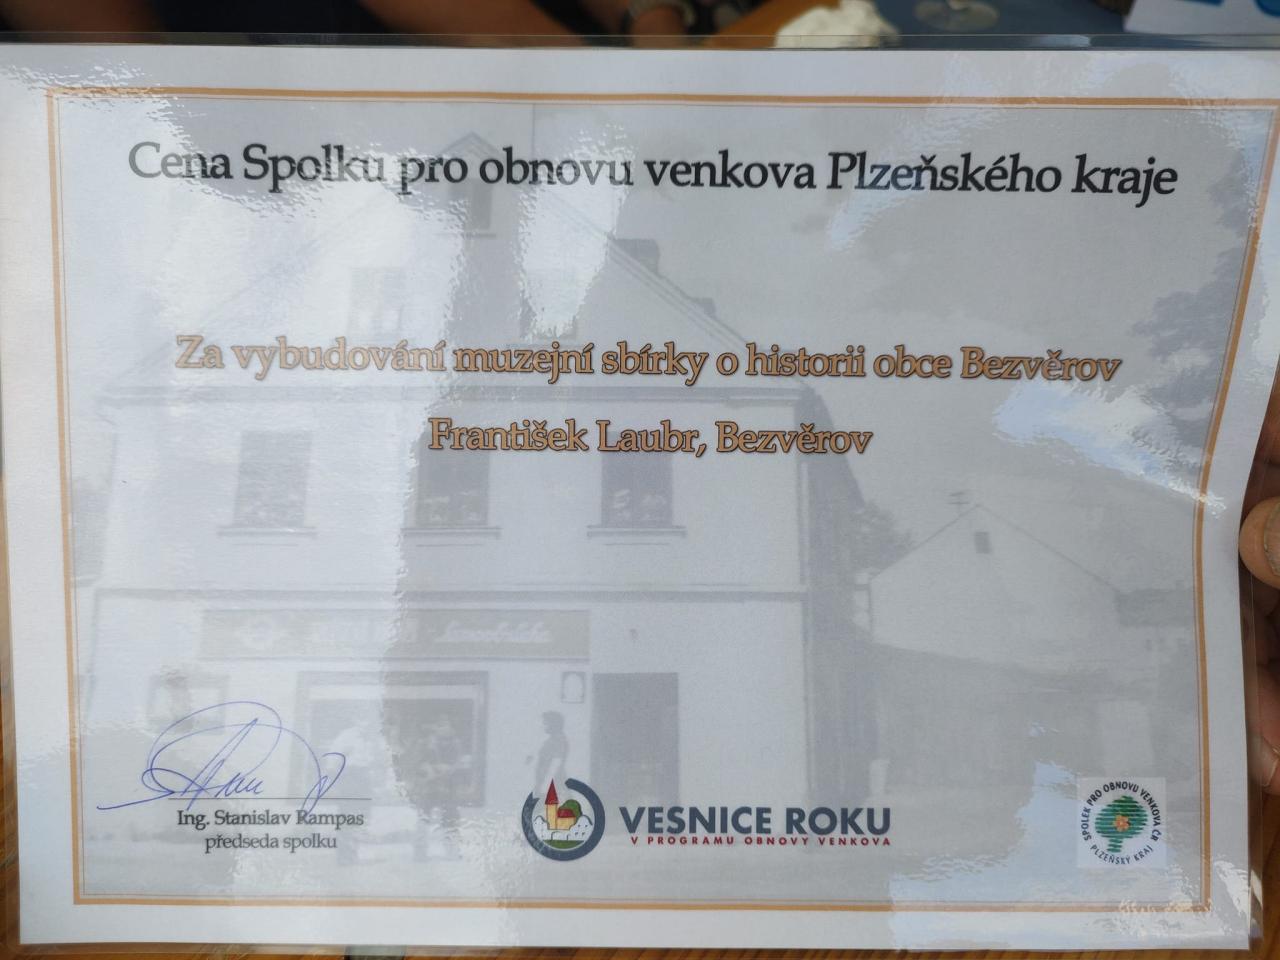 Cena Spolku pro obnovu venkova Plzeňského kraje
Za vybudování muzejní sbírky o historii obce Bezvěrov
František Laubr, Bezvěrov
Ing. Stanislav Rampas
předseda spolku
VESNICE ROKU
V PROGRAMU OBNOVY VENKOVA
SPOLEK PRO OBNOVU VENKOVA ČR
PLZEŇSKÝ KRAJ